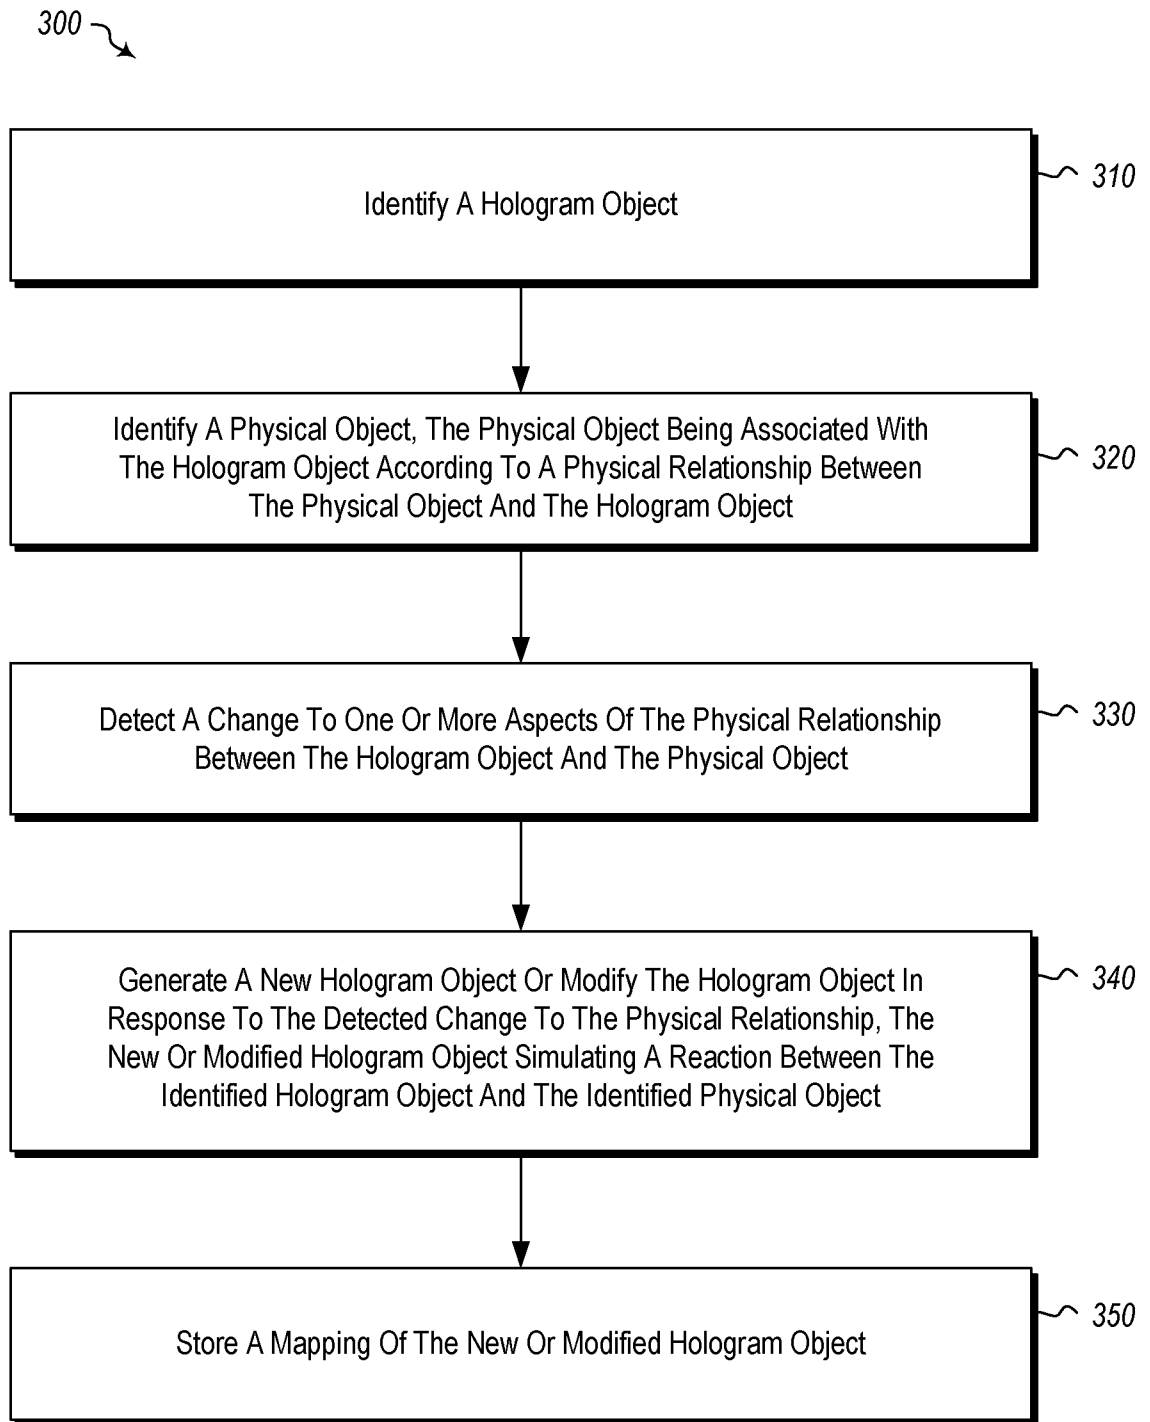 300
Identify A Hologram Object
310
Identify A Physical Object, The Physical Object Being Associated With
The Hologram Object According To A Physical Relationship Between
The Physical Object And The Hologram Object
320
Detect A Change To One Or More Aspects Of The Physical Relationship
Between The Hologram Object And The Physical Object
330
Generate A New Hologram Object Or Modify The Hologram Object In
Response To The Detected Change To The Physical Relationship, The
New Or Modified Hologram Object Simulating A Reaction Between The
Identified Hologram Object And The Identified Physical Object
340
Store A Mapping Of The New Or Modified Hologram Object
350